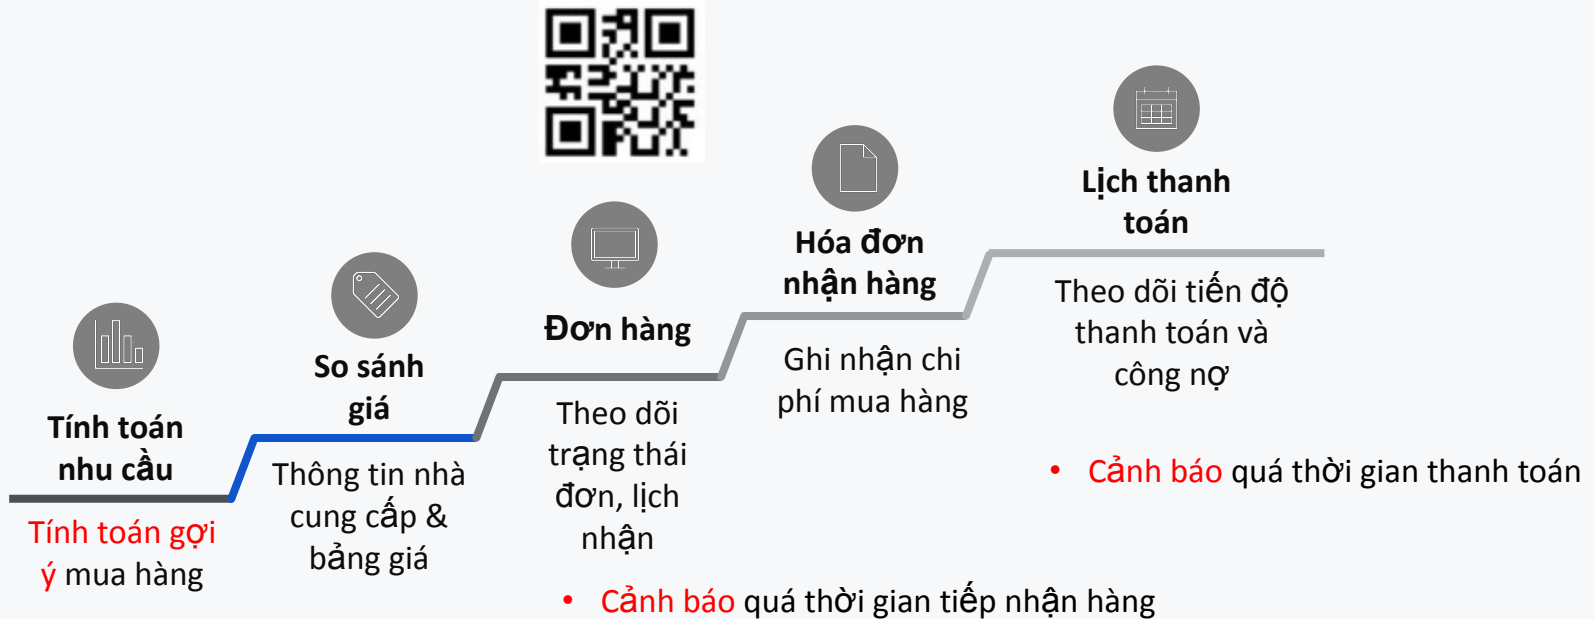 Tính toán
nhu cầu
Tính toán gợi
ý mua hàng
So sánh
giá
Thông tin nhà
cung cấp &
bảng giá
Đơn hàng
Theo dõi
trạng thái
đơn, lịch
nhận
• Cảnh báo quá thời gian tiếp nhận hàng
Hóa đơn
nhận hàng
Ghi nhận chi
phí mua hàng
Lịch thanh
toán
Theo dõi tiến độ
thanh toán và
công nợ
• Cảnh báo quá thời gian thanh toán